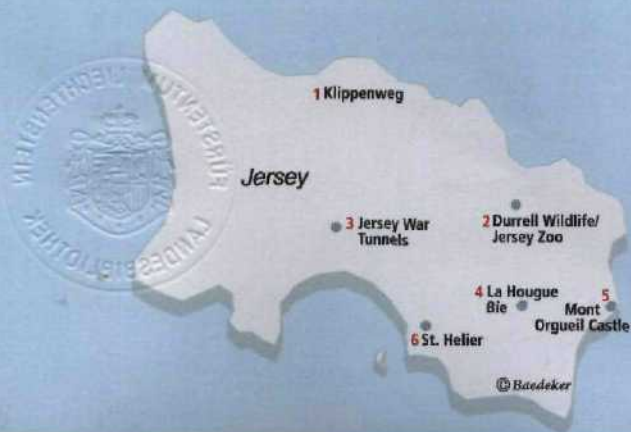 1 Klippenweg
Jersey
3 Jersey War
Tunnels
2 Durrell Wildlife/
Jersey Zoo
4 La Hougue
Bie
5
Mont
Orgueil Castle
6 St. Helier
© Baedeker
FÜRSTENTUM LIECHTENSTEIN
LANDESBIBLIOTHEK